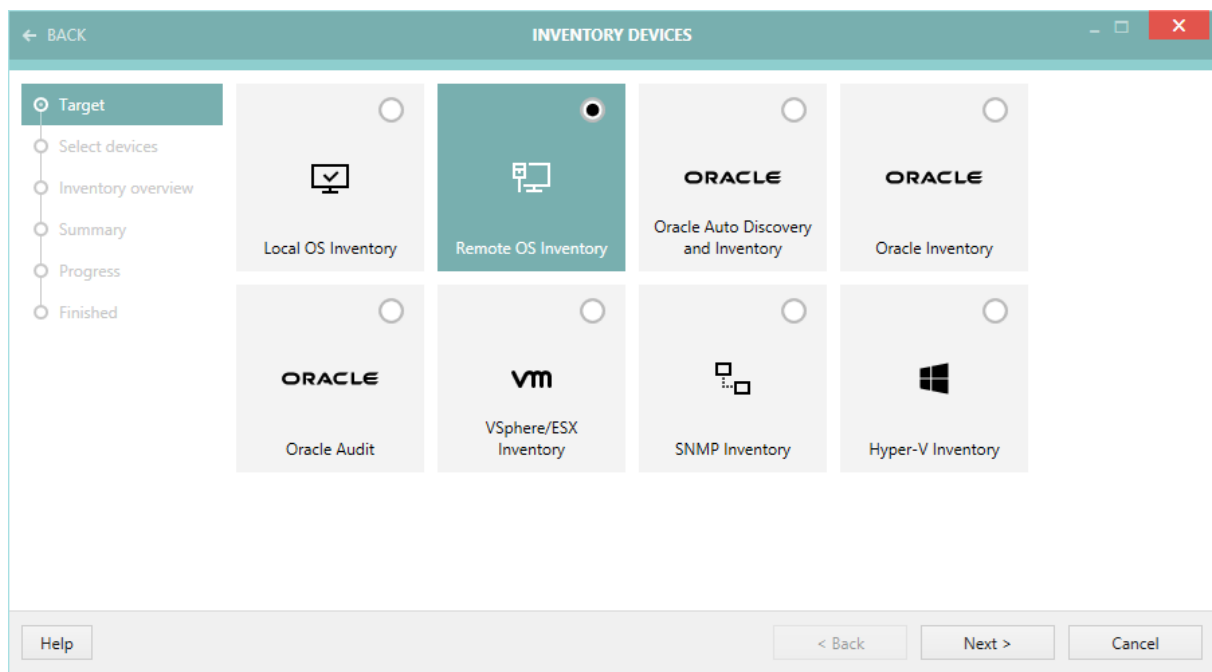 ← BACK
INVENTORY DEVICES
Target
Select devices
Inventory overview
Summary
Progress
Finished
Local OS Inventory
Remote OS Inventory
ORACLE
Oracle Auto Discovery
and Inventory
ORACLE
Oracle Inventory
ORACLE
Oracle Audit
vm
VSphere/ESX
Inventory
SNMP Inventory
Hyper-V Inventory
Help
< Back
Next >
Cancel